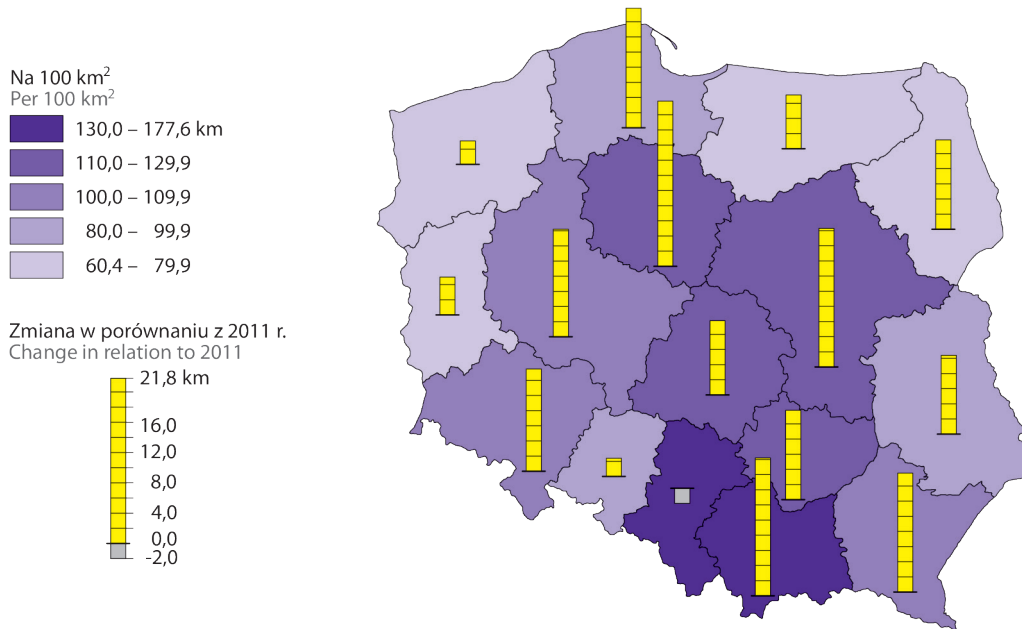 Na 100 km²
Per 100 km²
130,0 – 177,6 km
110,0 – 129,9
100,0 – 109,9
80,0 – 99,9
60,4 – 79,9
Zmiana w porównaniu z 2011 r.
Change in relation to 2011
21,8 km
16,0
12,0
8,0
4,0
0,0
-2,0